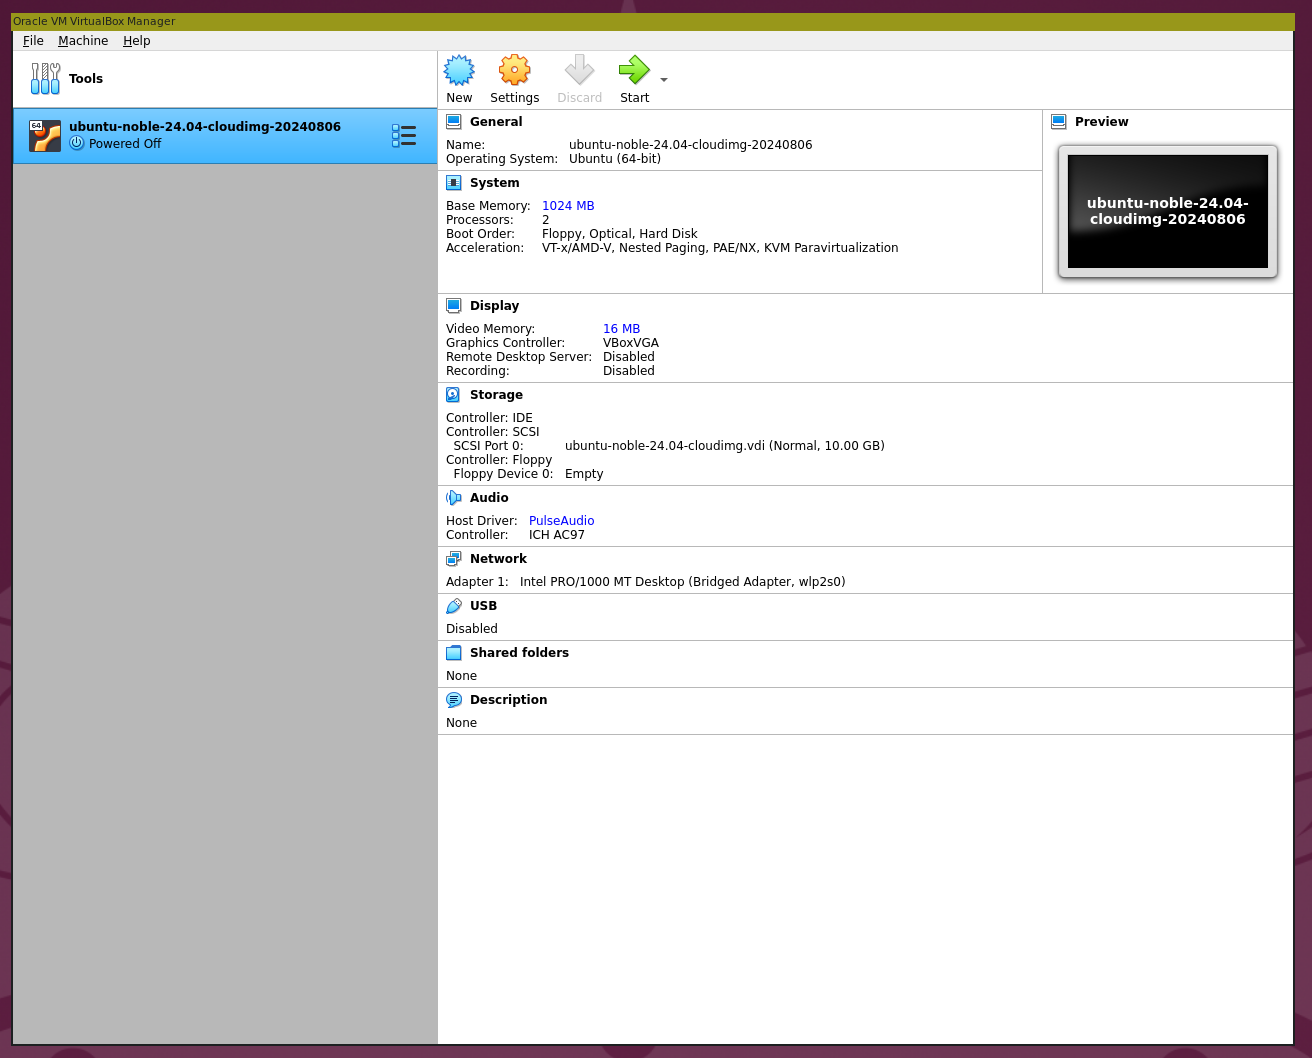 Oracle VM VirtualBox Manager
File Machine Help
Tools
New Settings Discard Start
64
ubuntu-noble-24.04-cloudimg-20240806
Powered Off
General
Name: ubuntu-noble-24.04-cloudimg-20240806
Operating System: Ubuntu (64-bit)
System
Base Memory: 1024 MB
Processors: 2
Boot Order: Floppy, Optical, Hard Disk
Acceleration: VT-x/AMD-V, Nested Paging, PAE/NX, KVM Paravirtualization
Preview
ubuntu-noble-24.04-
cloudimg-20240806
Display
Video Memory: 16 MB
Graphics Controller: VBoxVGA
Remote Desktop Server: Disabled
Recording: Disabled
Storage
Controller: IDE
Controller: SCSI
SCSI Port 0: ubuntu-noble-24.04-cloudimg.vdi (Normal, 10.00 GB)
Controller: Floppy
Floppy Device 0: Empty
Audio
Host Driver: PulseAudio
Controller: ICH AC97
Network
Adapter 1: Intel PRO/1000 MT Desktop (Bridged Adapter, wlp2s0)
USB
Disabled
Shared folders
None
Description
None